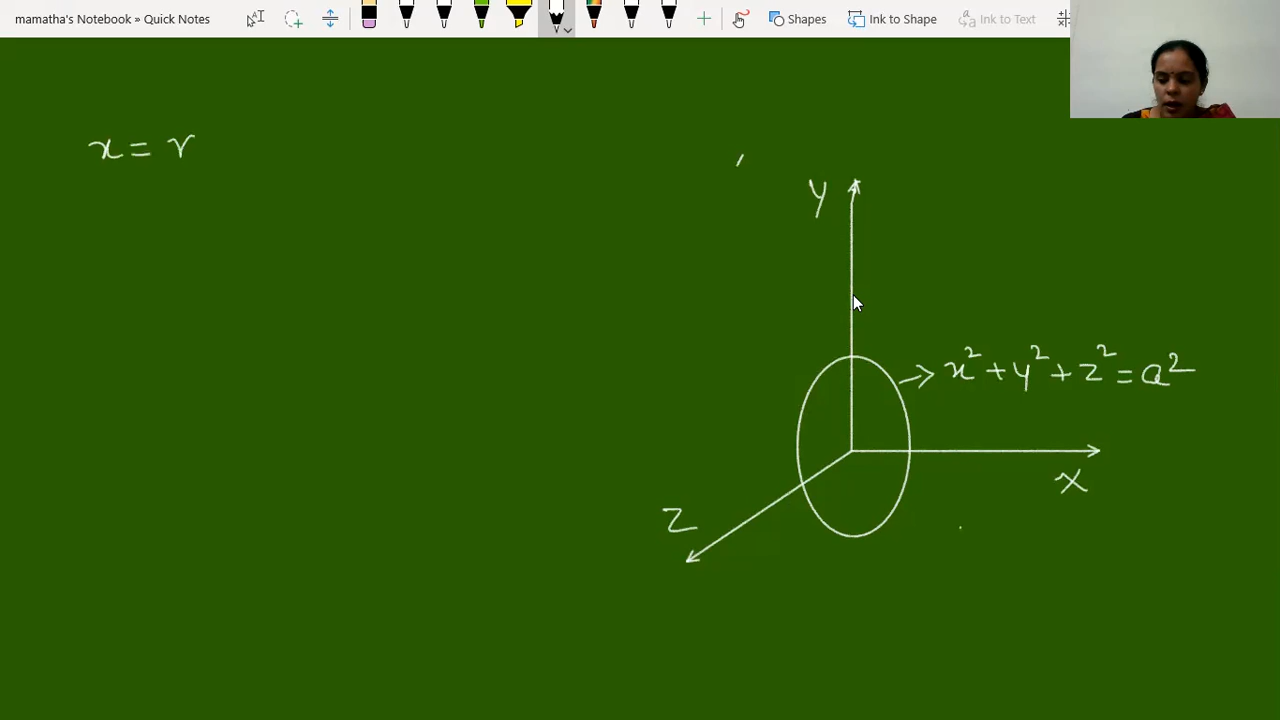 mamatha's Notebook » Quick Notes
Shapes
Ink to Shape
Ink to Text
x = r
y
x² + y² + z² = a²
x
z